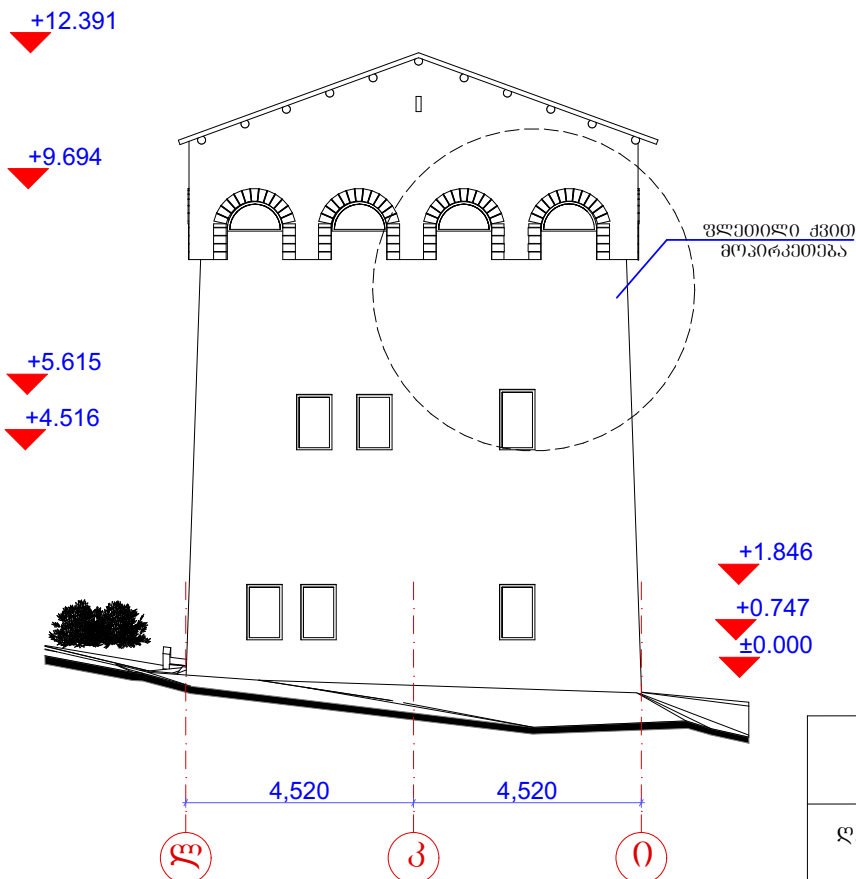 +12.391
+9.694
ფლეთილი ქვით
მოპირკეთება
+5.615
+4.516
+1.846
+0.747
±0.000
4,520 4,520
ლ კ ი